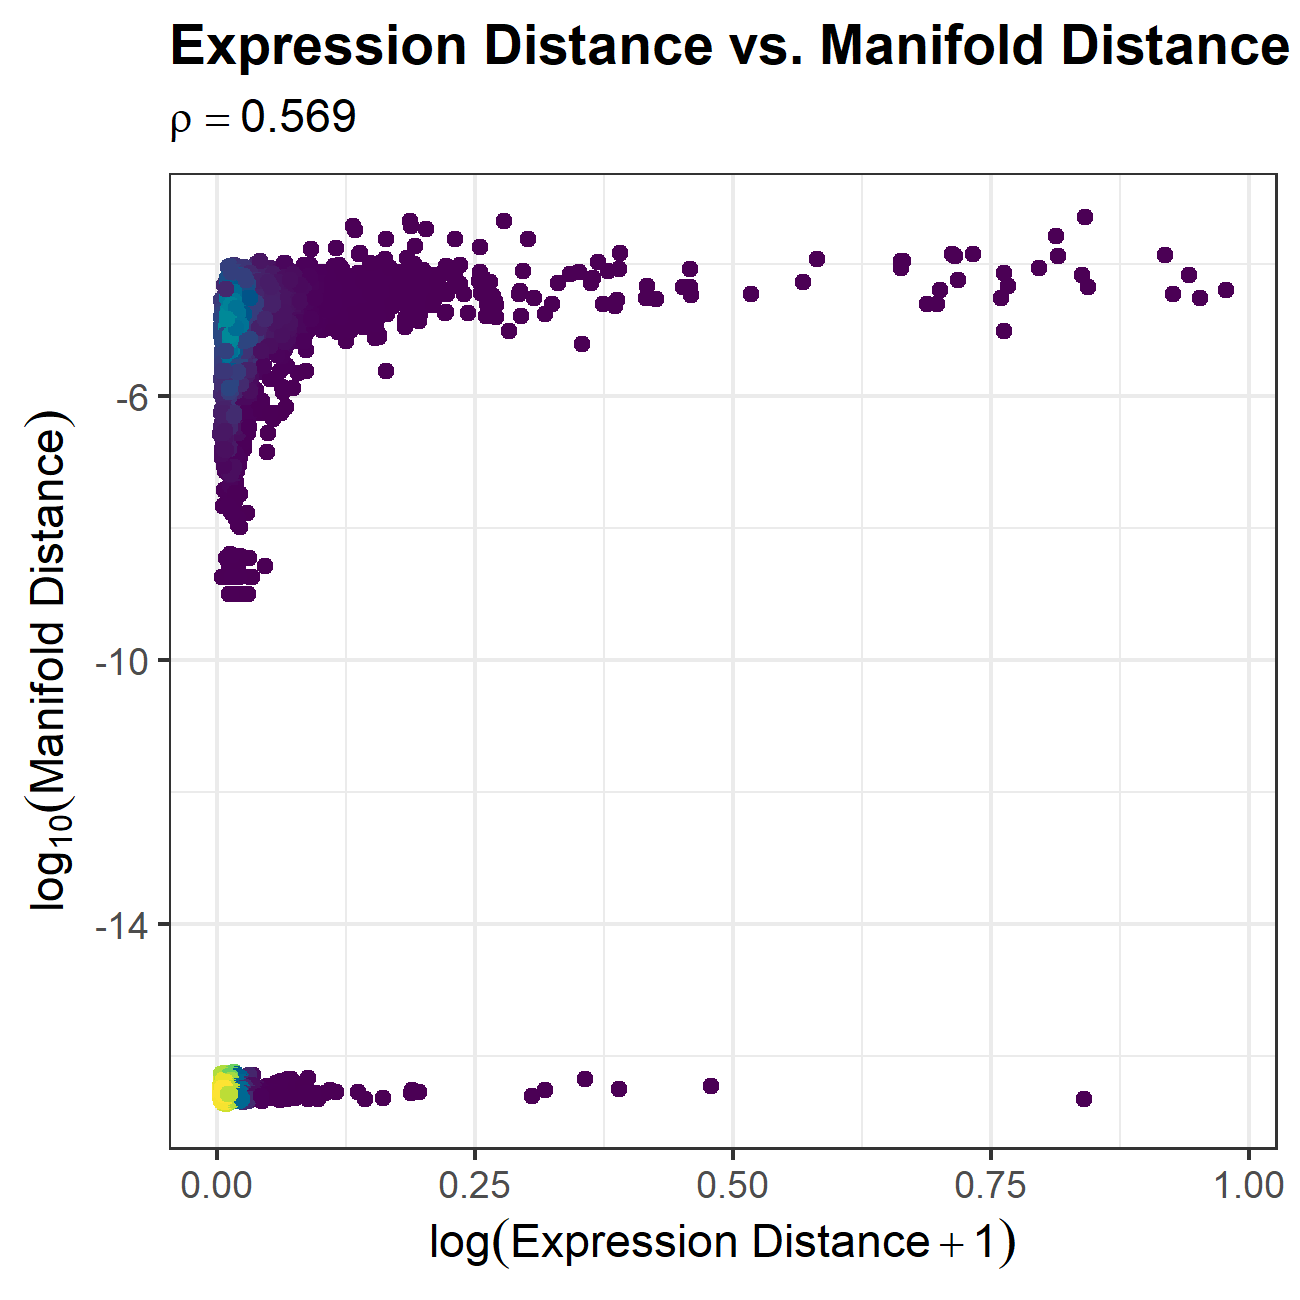 Expression Distance vs. Manifold Distance
ρ = 0.569
log₁₀(Manifold Distance)
-6
-10
-14
0.00 0.25 0.50 0.75 1.00
log(Expression Distance + 1)